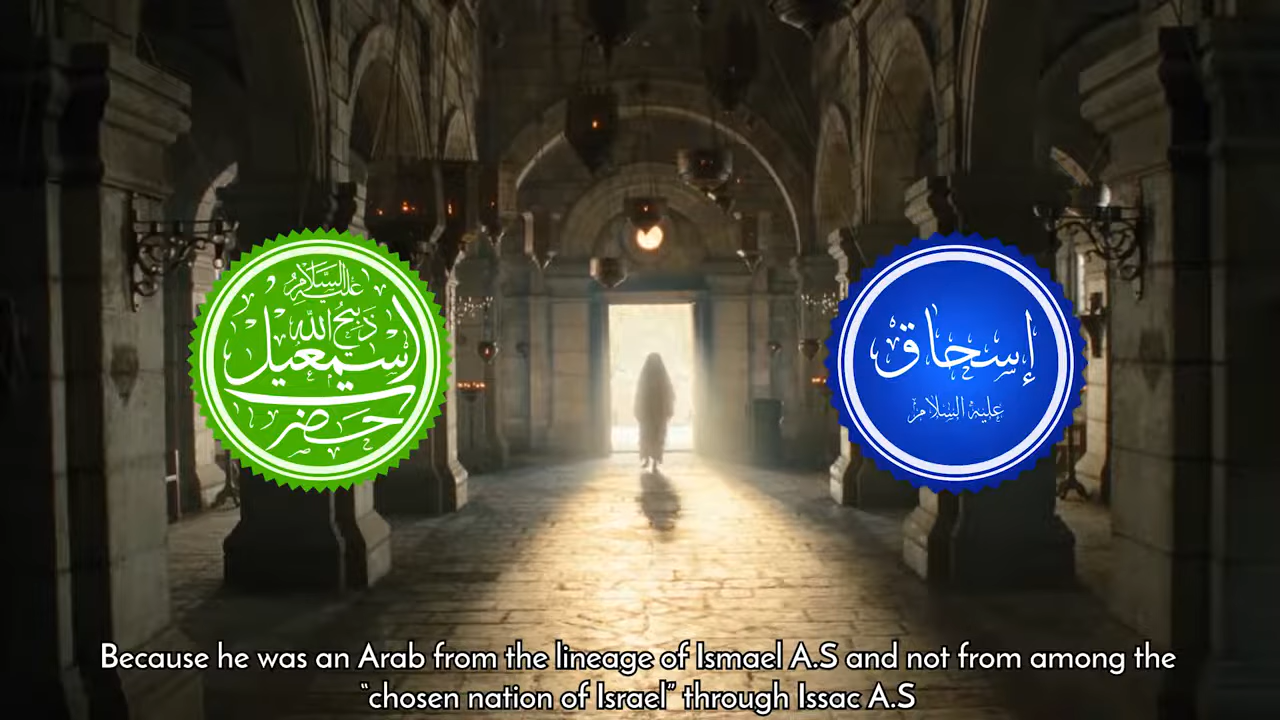 عليه السلام
ذبيح الله
اسمعيل
حضرت
إسحاق
عليه السلام
Because he was an Arab from the lineage of Ismael A.S and not from among the
“chosen nation of Israel” through Issac A.S